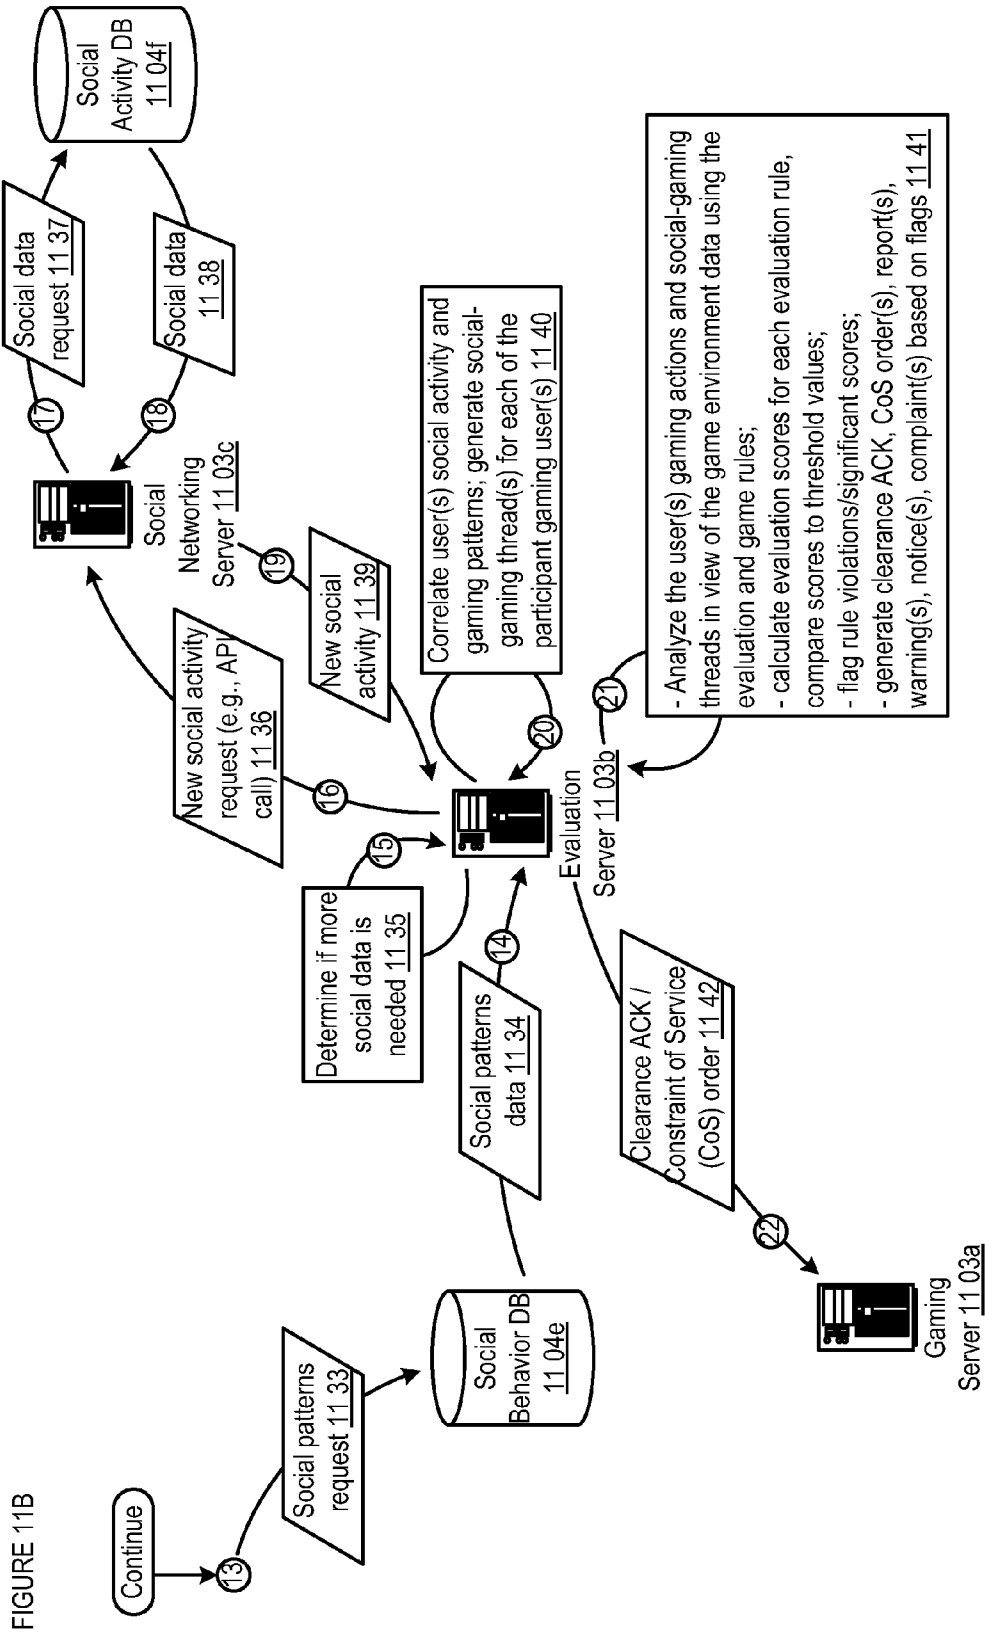 FIGURE 11B
Continue
13
Social patterns
request 11 33
Social
Behavior DB
11 04e
Social patterns
data 11 34
14
Determine if more
social data is
needed 11 35
15
New social activity
request (e.g., API
call) 11 36
16
Social
Networking
Server 11 03c
17
Social data
request 11 37
Social
Activity DB
11 04f
Social data
11 38
18
19
New social
activity 11 39
Correlate user(s) social activity and
gaming patterns; generate social-
gaming thread(s) for each of the
participant gaming user(s) 11 40
20
Evaluation
Server 11 03b
21
- Analyze the user(s) gaming actions and social-gaming
threads in view of the game environment data using the
evaluation and game rules;
- calculate evaluation scores for each evaluation rule,
compare scores to threshold values;
- flag rule violations/significant scores;
- generate clearance ACK, CoS order(s), report(s),
warning(s), notice(s), complaint(s) based on flags 11 41
Clearance ACK /
Constraint of Service
(CoS) order 11 42
22
Gaming
Server 11 03a